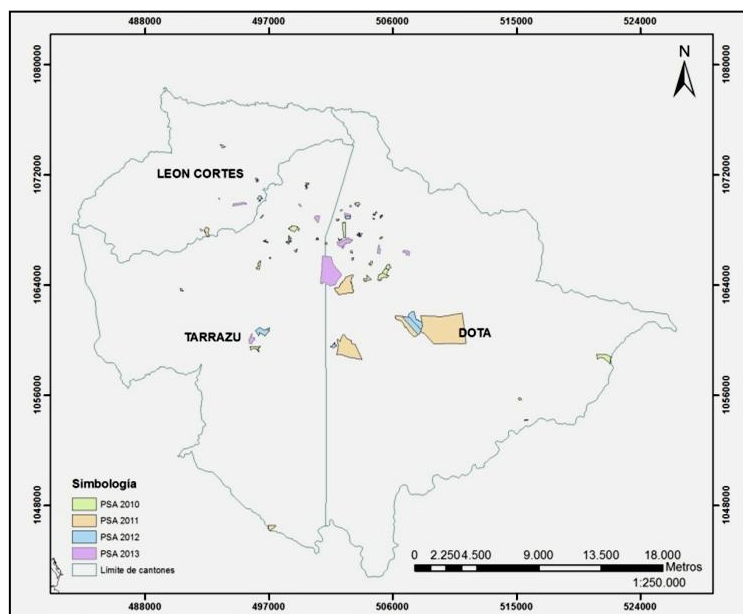 488000 497000 506000 515000 524000
N
1080000 1080000
1072000 1072000
LEON CORTES
1064000 1064000
TARRAZU DOTA
1056000 1056000
1048000 1048000
Simbología
PSA 2010
PSA 2011
PSA 2012
PSA 2013
Límite de cantones
0 2.2504.500 9.000 13.500 18.000
Metros
1:250.000
488000 497000 506000 515000 524000